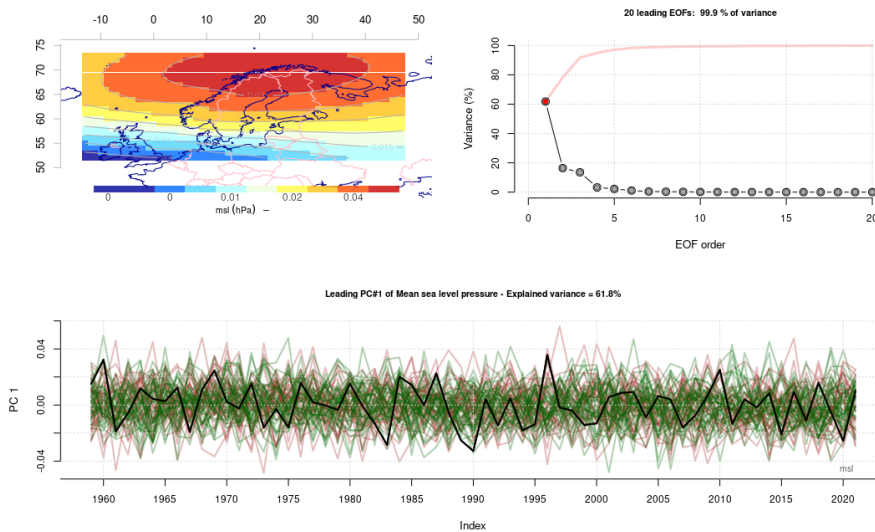 -10 0 10 20 30 40 50
75
70
65
60
55
50
0 0 0.01 0.02 0.04
msl (hPa) –
20 leading EOFs: 99.9 % of variance
Variance (%)
100
80
60
40
20
0
0 5 10 15 20
EOF order
Leading PC#1 of Mean sea level pressure - Explained variance = 61.8%
PC 1
0.04
0.00
-0.04
msl
1960 1965 1970 1975 1980 1985 1990 1995 2000 2005 2010 2015 2020
Index